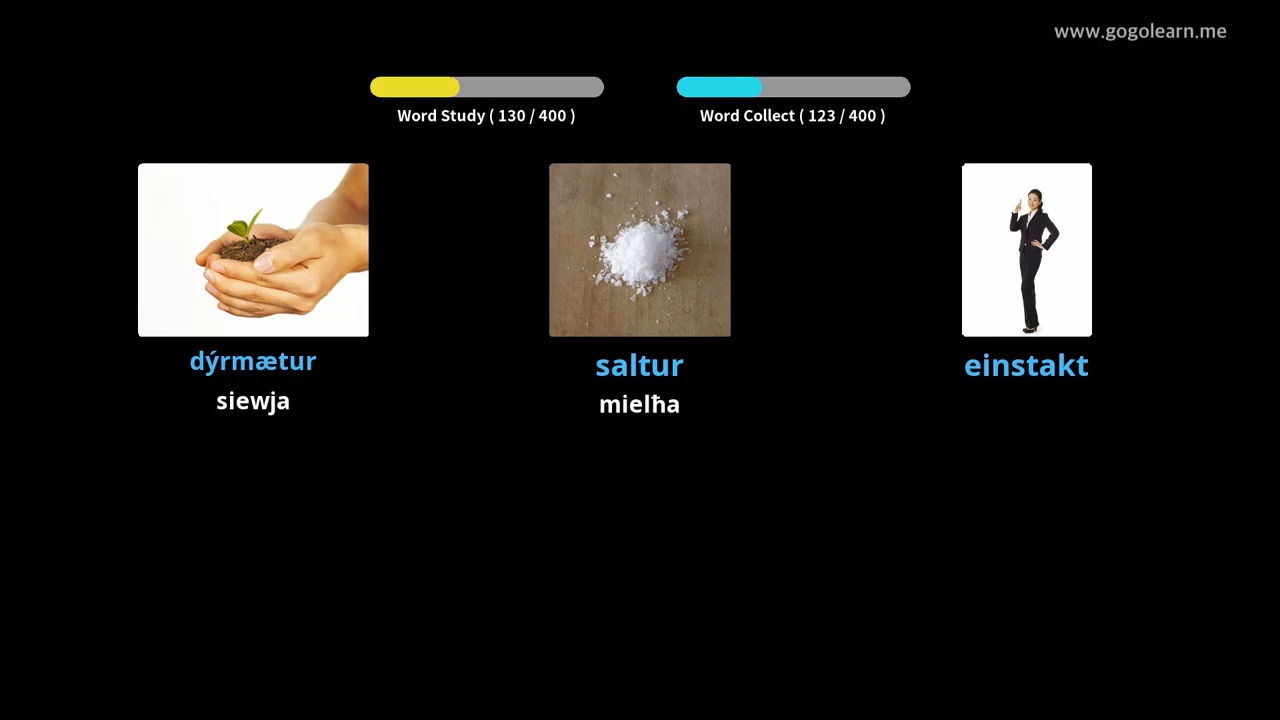 www.gogolearn.me
Word Study ( 130 / 400 )
Word Collect ( 123 / 400 )
dýrmætur
siewja
saltur
mielħa
einstakt